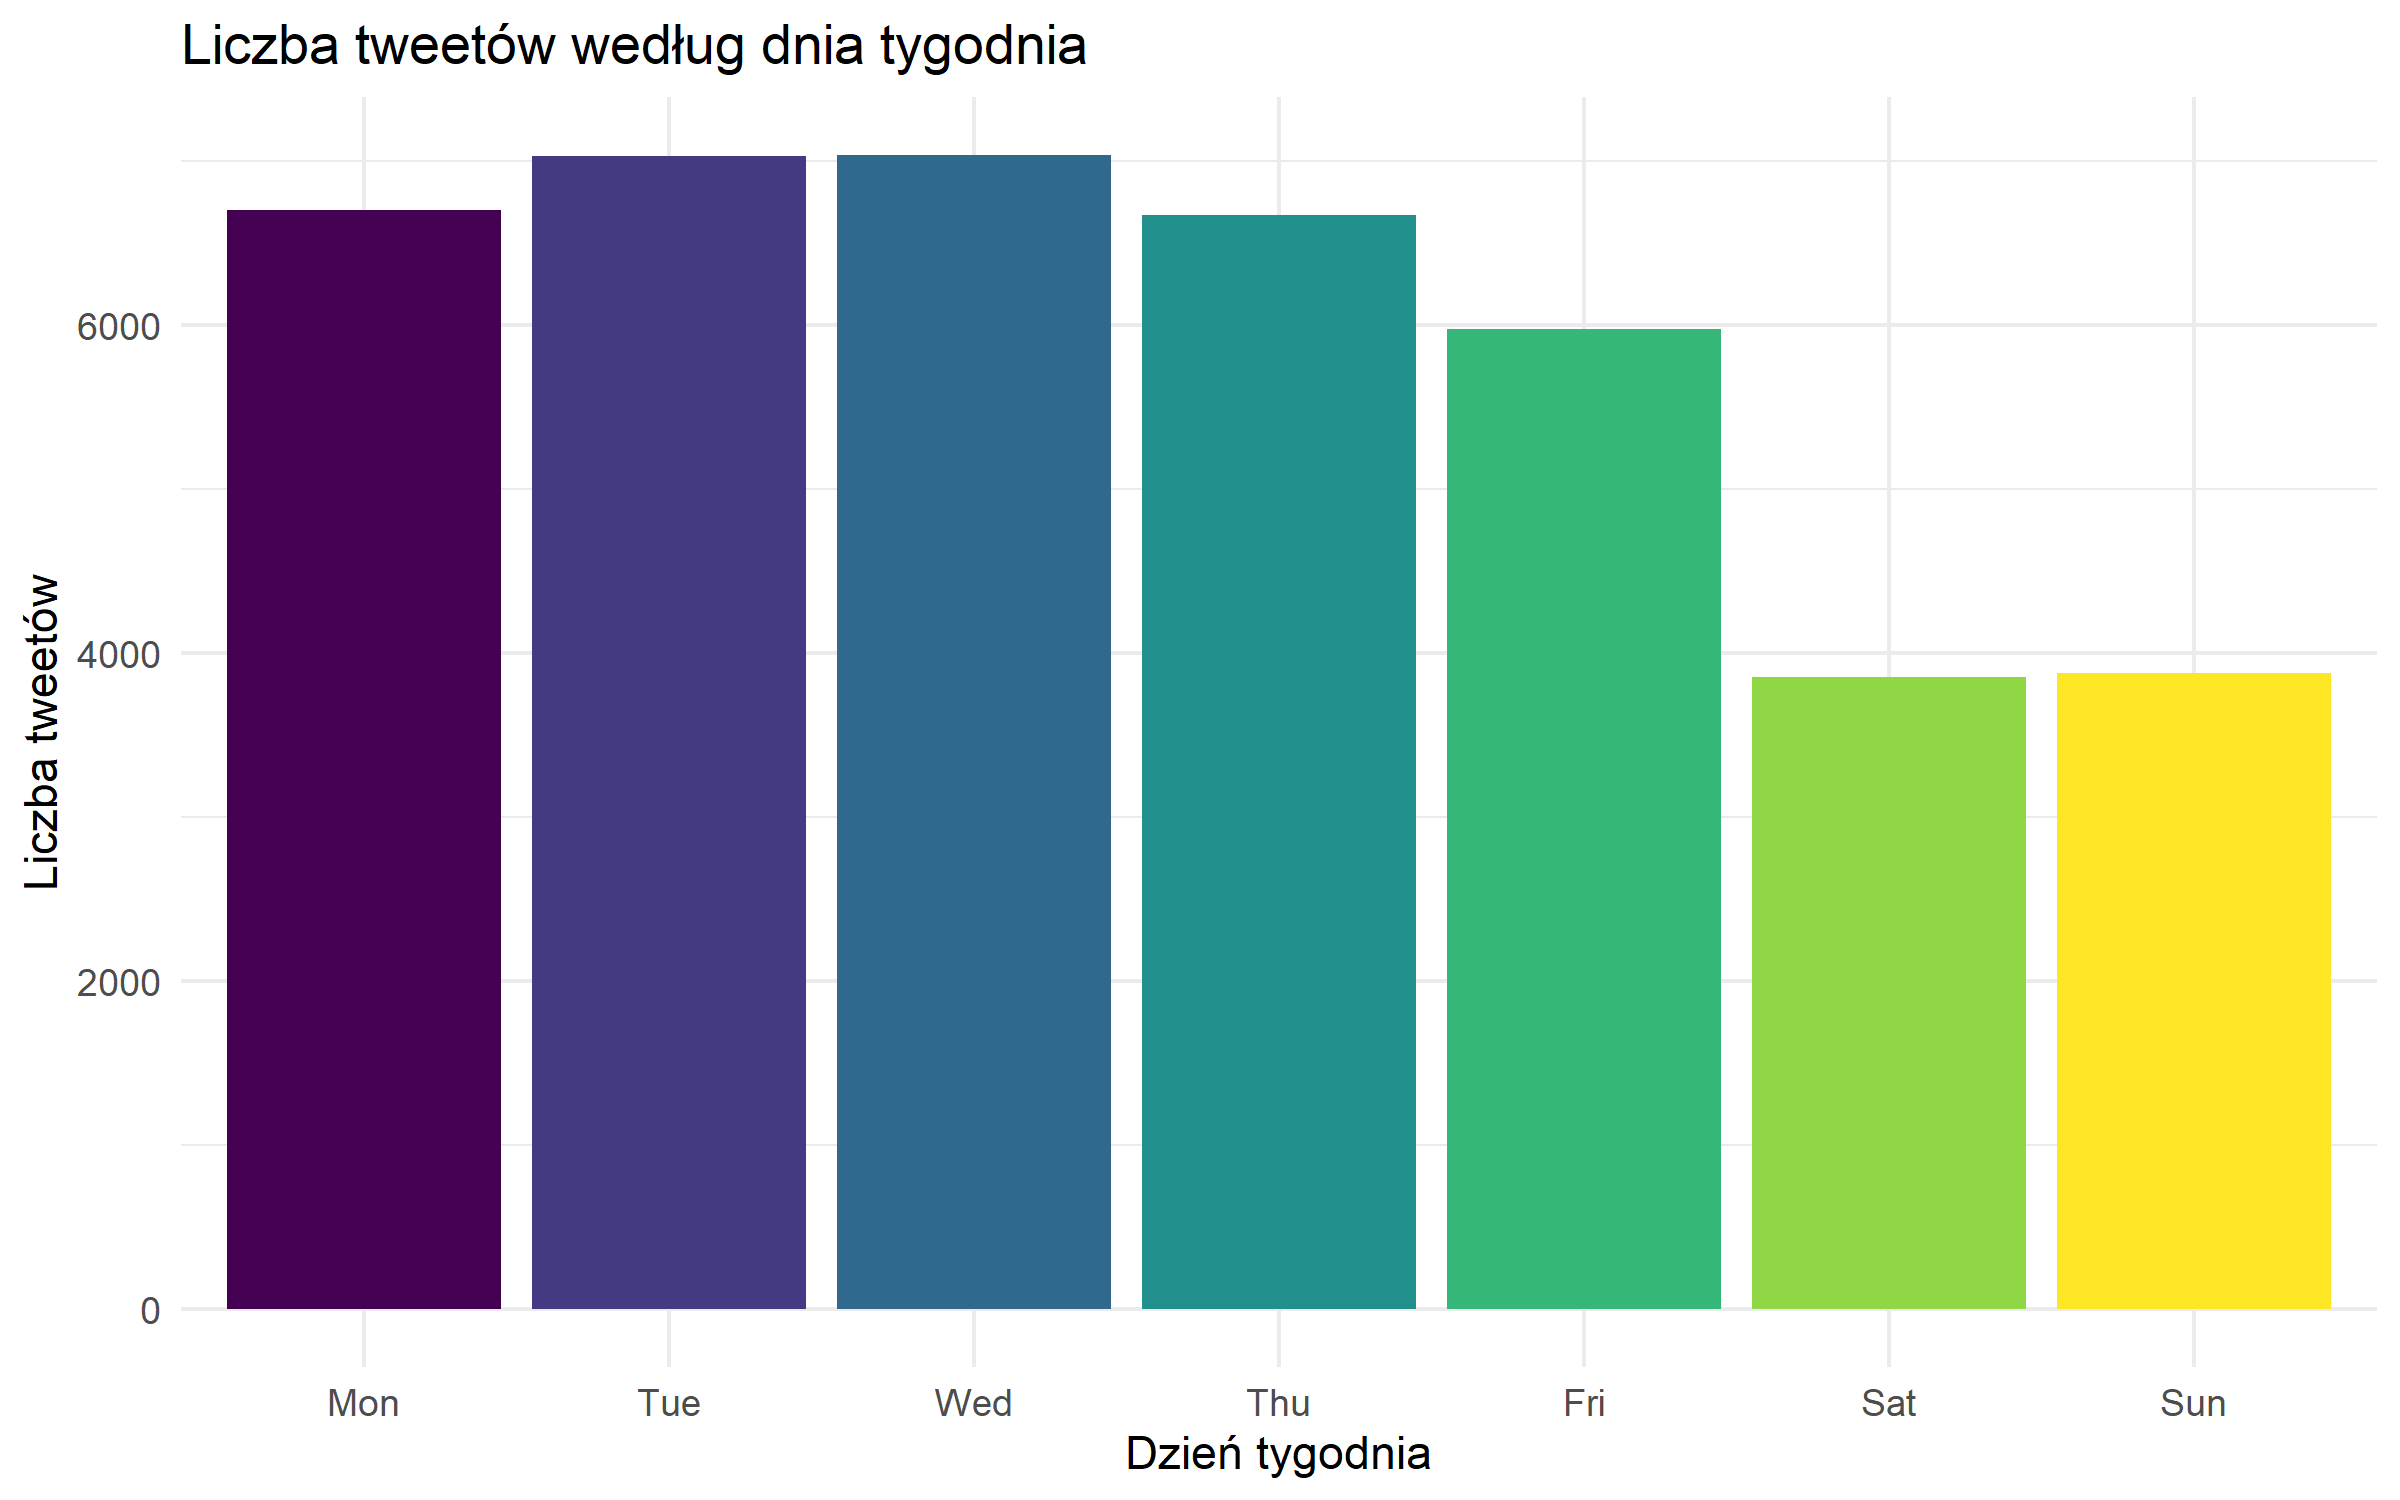 Liczba tweetów według dnia tygodnia
Liczba tweetów
6000
4000
2000
0
Mon Tue Wed Thu Fri Sat Sun
Dzień tygodnia